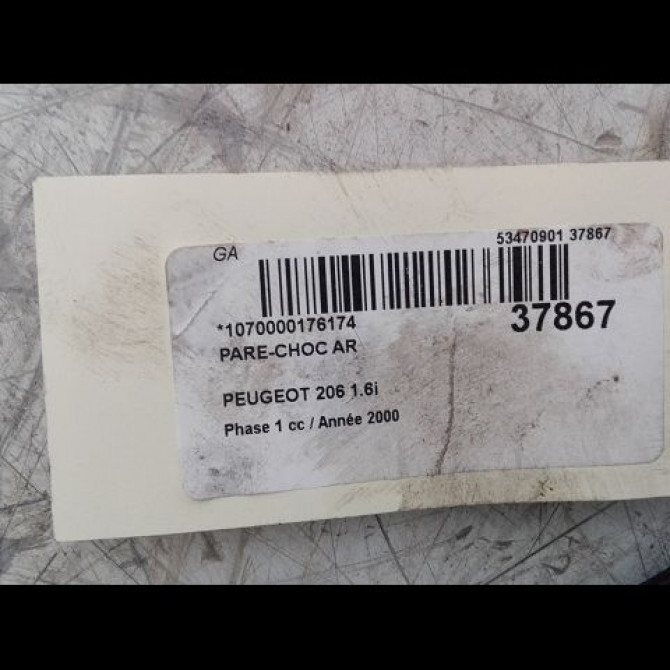 GA
53470901 37867
*1070000176174
37867
PARE-CHOC AR
PEUGEOT 206 1.6i
Phase 1 cc / Année 2000